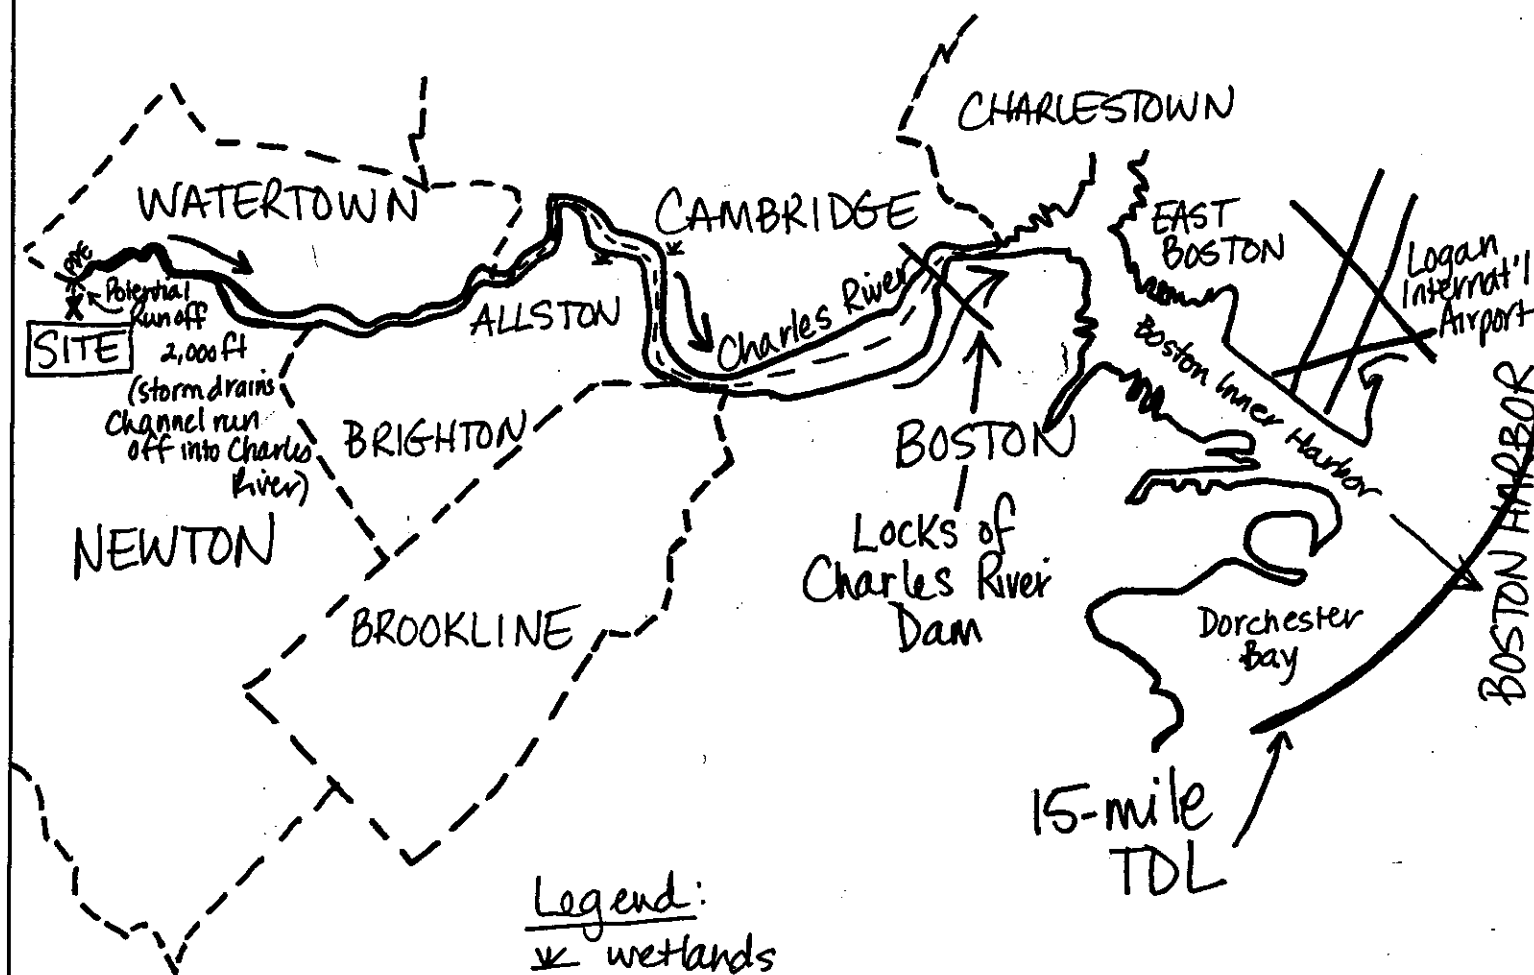 CHARLESTOWN
WATERTOWN
CAMBRIDGE
EAST
BOSTON
Logan
Internat'l
Airport
PPE
Potential
Runoff
2,000 ft
(storm drains
Channel run
off into Charles
River)
SITE
ALLSTON
Charles River
Boston Inner Harbor
BRIGHTON
BOSTON
BOSTON HARBOR
NEWTON
Locks of
Charles River
Dam
BROOKLINE
Dorchester
Bay
15-mile
TDL
Legend:
wetlands